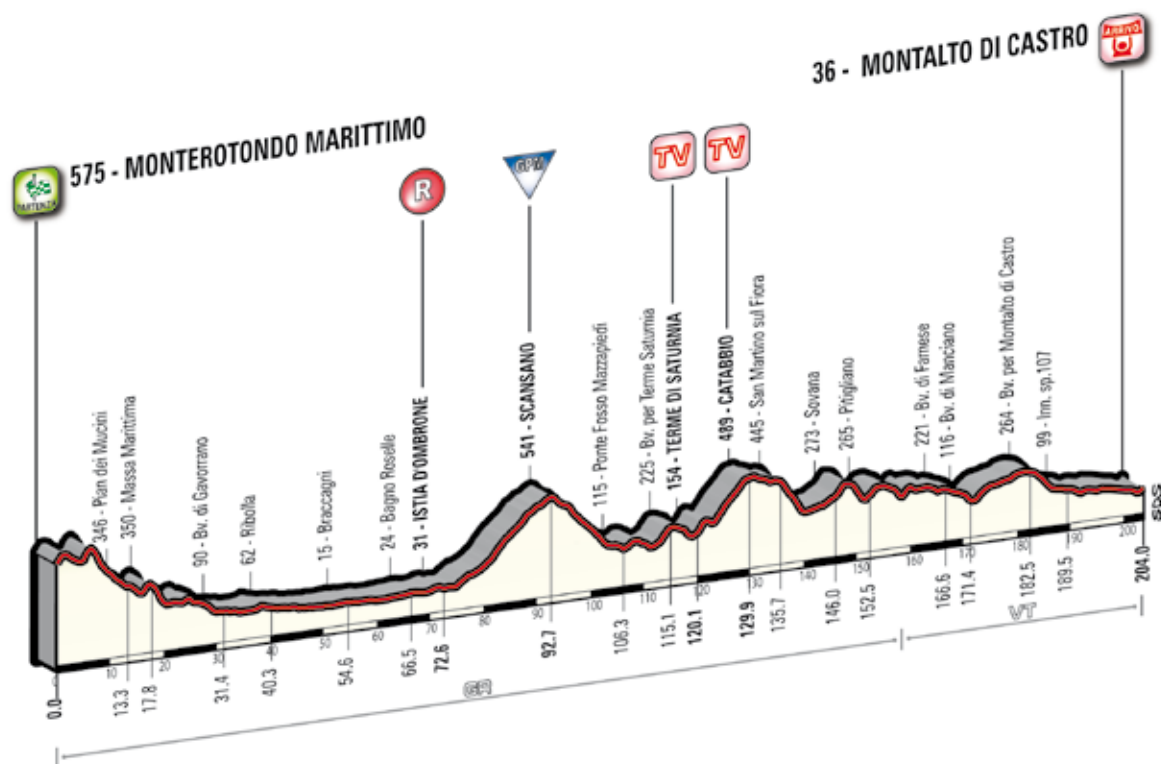 36 - MONTALTO DI CASTRO
ARRIVO
575 - MONTEROTONDO MARITTIMO
PARTENZA
R
GPM
TV
TV
346 - Pian dei Mucini
350 - Massa Marittima
90 - Bv. di Gavorrano
62 - Ribolla
15 - Braccagni
24 - Bagno Roselle
31 - ISTIA D'OMBRONE
541 - SCANSANO
115 - Ponte Fosso Mazzapiedi
225 - Bv. per Terme Saturnia
154 - TERME DI SATURNIA
489 - CATABBIO
445 - San Martino sul Fiora
273 - Sovana
265 - Pitigliano
221 - Bv. di Farnese
116 - Bv. di Manciano
264 - Bv. per Montalto di Castro
99 - Inn. sp.107
SDS
0 10 20 30 40 50 60 70 80 90 100 110 120 130 140 150 160 170 180 190 200
0.0
13.3
17.8
31.4
40.3
54.6
66.5
72.6
92.7
106.3
115.1
120.1
129.9
135.7
146.0
152.5
166.6
171.4
182.5
189.5
204.0
GR
VT